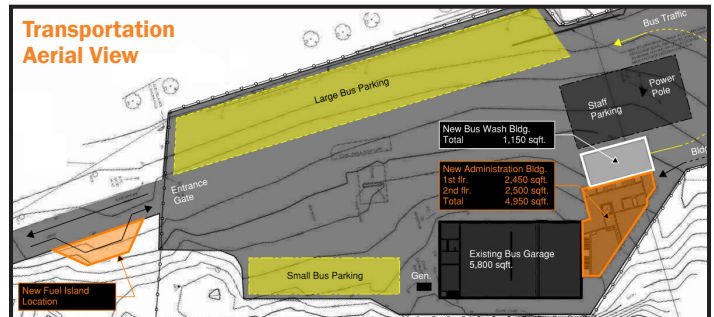 Transportation
Aerial View
Bus Traffic
Large Bus Parking
Power
Pole
Staff
Parking
New Bus Wash Bldg.
Total 1,150 sqft.
New Administration Bldg.
1st flr. 2,450 sqft.
2nd flr. 2,500 sqft.
Total 4,950 sqft.
Entrance
Gate
Existing Bus Garage
5,800 sqft.
Small Bus Parking
Gen.
New Fuel Island
Location